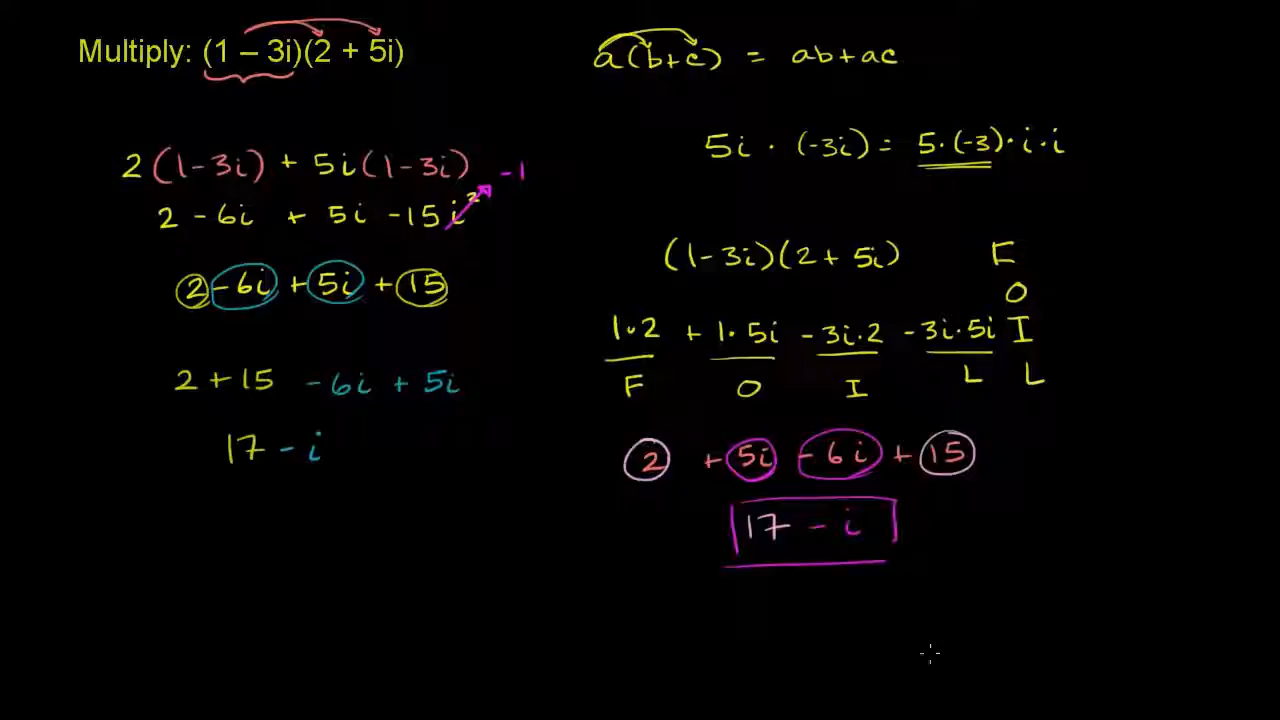 Multiply: (1 – 3i)(2 + 5i)
2(1-3i) + 5i(1-3i) -1
2 - 6i + 5i - 15i²
2 - 6i + 5i + 15
2 + 15 - 6i + 5i
17 - i
a(b+c) = ab+ac
5i · (-3i) = 5·(-3)·i·i
(1-3i)(2+5i) F
O
1·2 + 1·5i - 3i·2 - 3i·5i I
F O I L L
2 + 5i - 6i + 15
17 - i